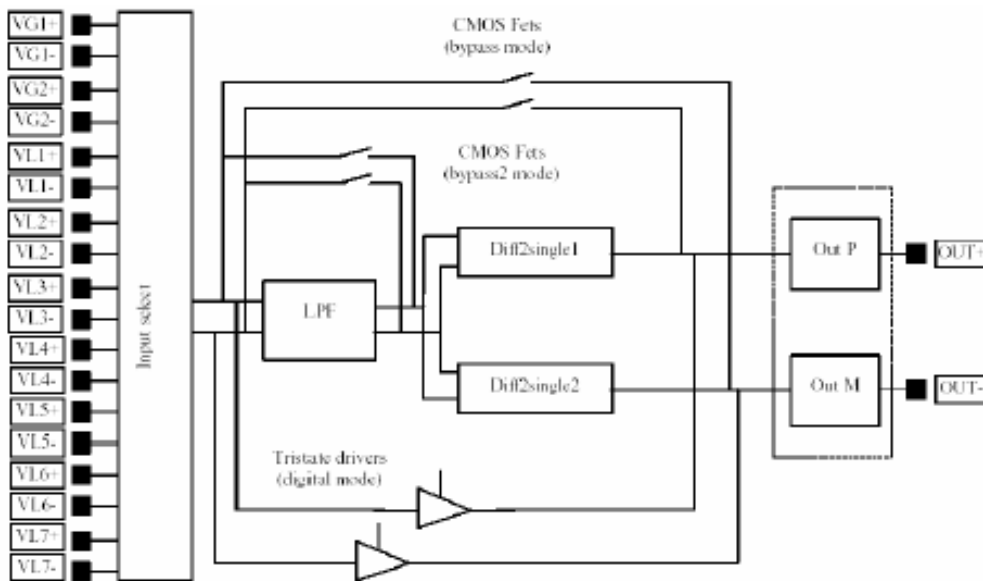 VG1+
VG1-
VG2+
VG2-
VL1+
VL1-
VL2+
VL2-
VL3+
VL3-
VL4+
VL4-
VL5+
VL5-
VL6+
VL6-
VL7+
VL7-
Input select
CMOS Fets
(bypass mode)
CMOS Fets
(bypass2 mode)
LPF
Diff2single1
Diff2single2
Tristate drivers
(digital mode)
Out P
Out M
OUT+
OUT-